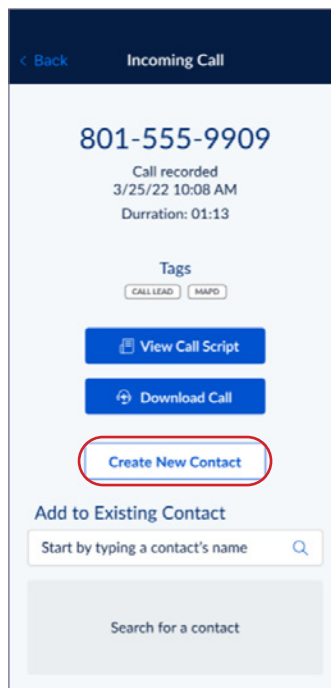 < Back Incoming Call
801-555-9909
Call recorded
3/25/22 10:08 AM
Durration: 01:13
Tags
CALL LEAD MAPD
View Call Script
Download Call
Create New Contact
Add to Existing Contact
Start by typing a contact's name
Search for a contact